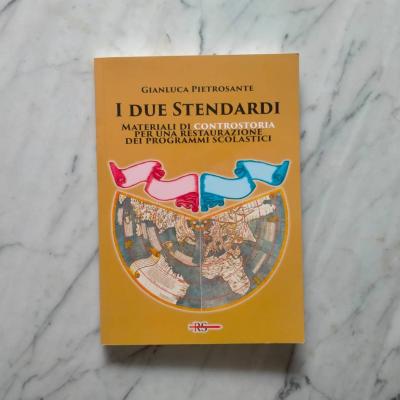 Gianluca Pietrosante
I due Stendardi
Materiali di controstoria
per una restaurazione
dei programmi scolastici
RS